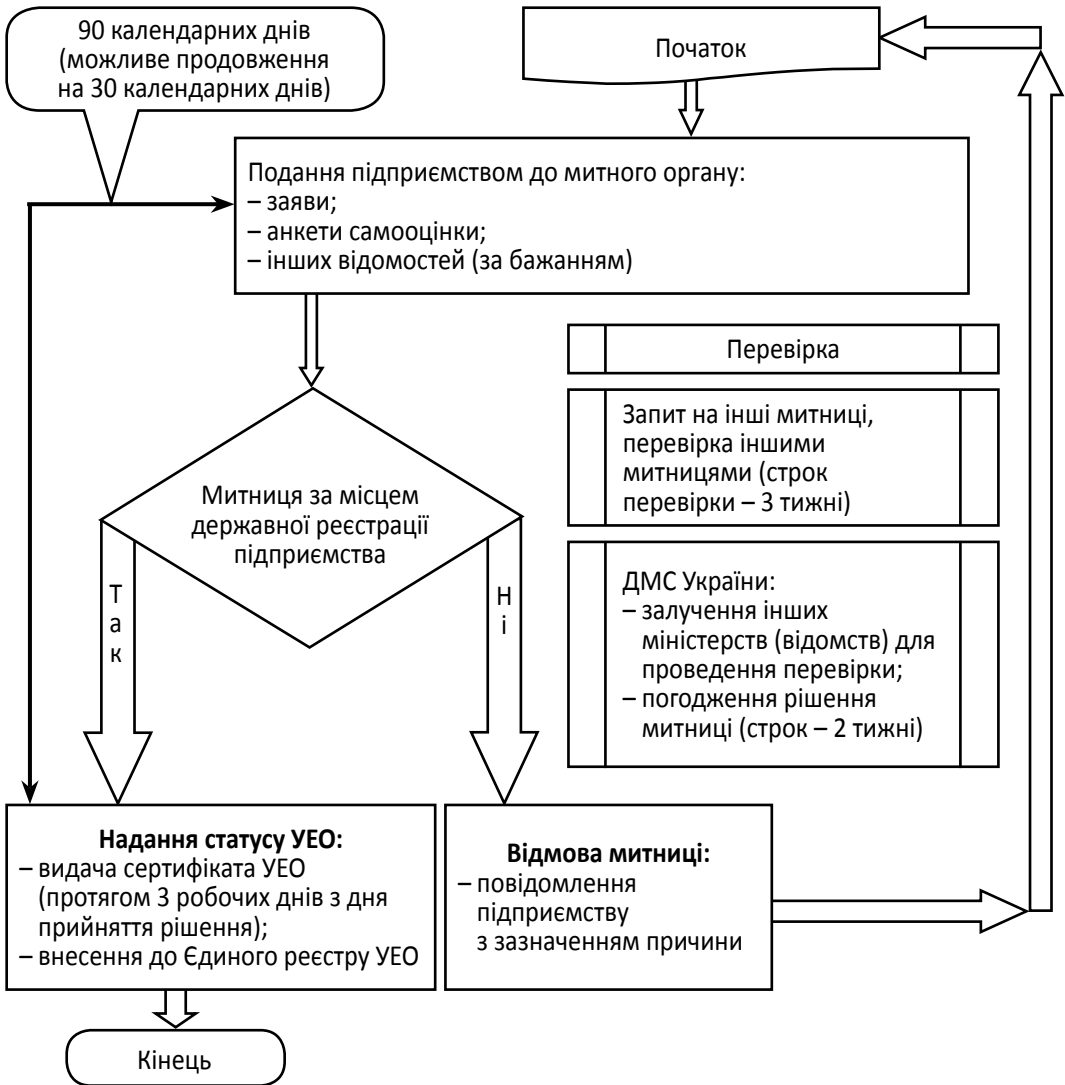 90 календарних днів
(можливе продовження
на 30 календарних днів)
Початок
Подання підприємством до митного органу:
– заяви;
– анкети самооцінки;
– інших відомостей (за бажанням)
Перевірка
Запит на інші митниці,
перевірка іншими
митницями (строк
перевірки – 3 тижні)
Митниця за місцем
державної реєстрації
підприємства
Так
Ні
ДМС України:
– залучення інших
міністерств (відомств) для
проведення перевірки;
– погодження рішення
митниці (строк – 2 тижні)
Надання статусу УЕО:
– видача сертифіката УЕО
(протягом 3 робочих днів з дня
прийняття рішення);
– внесення до Єдиного реєстру УЕО
Відмова митниці:
– повідомлення
підприємству
з зазначенням причини
Кінець